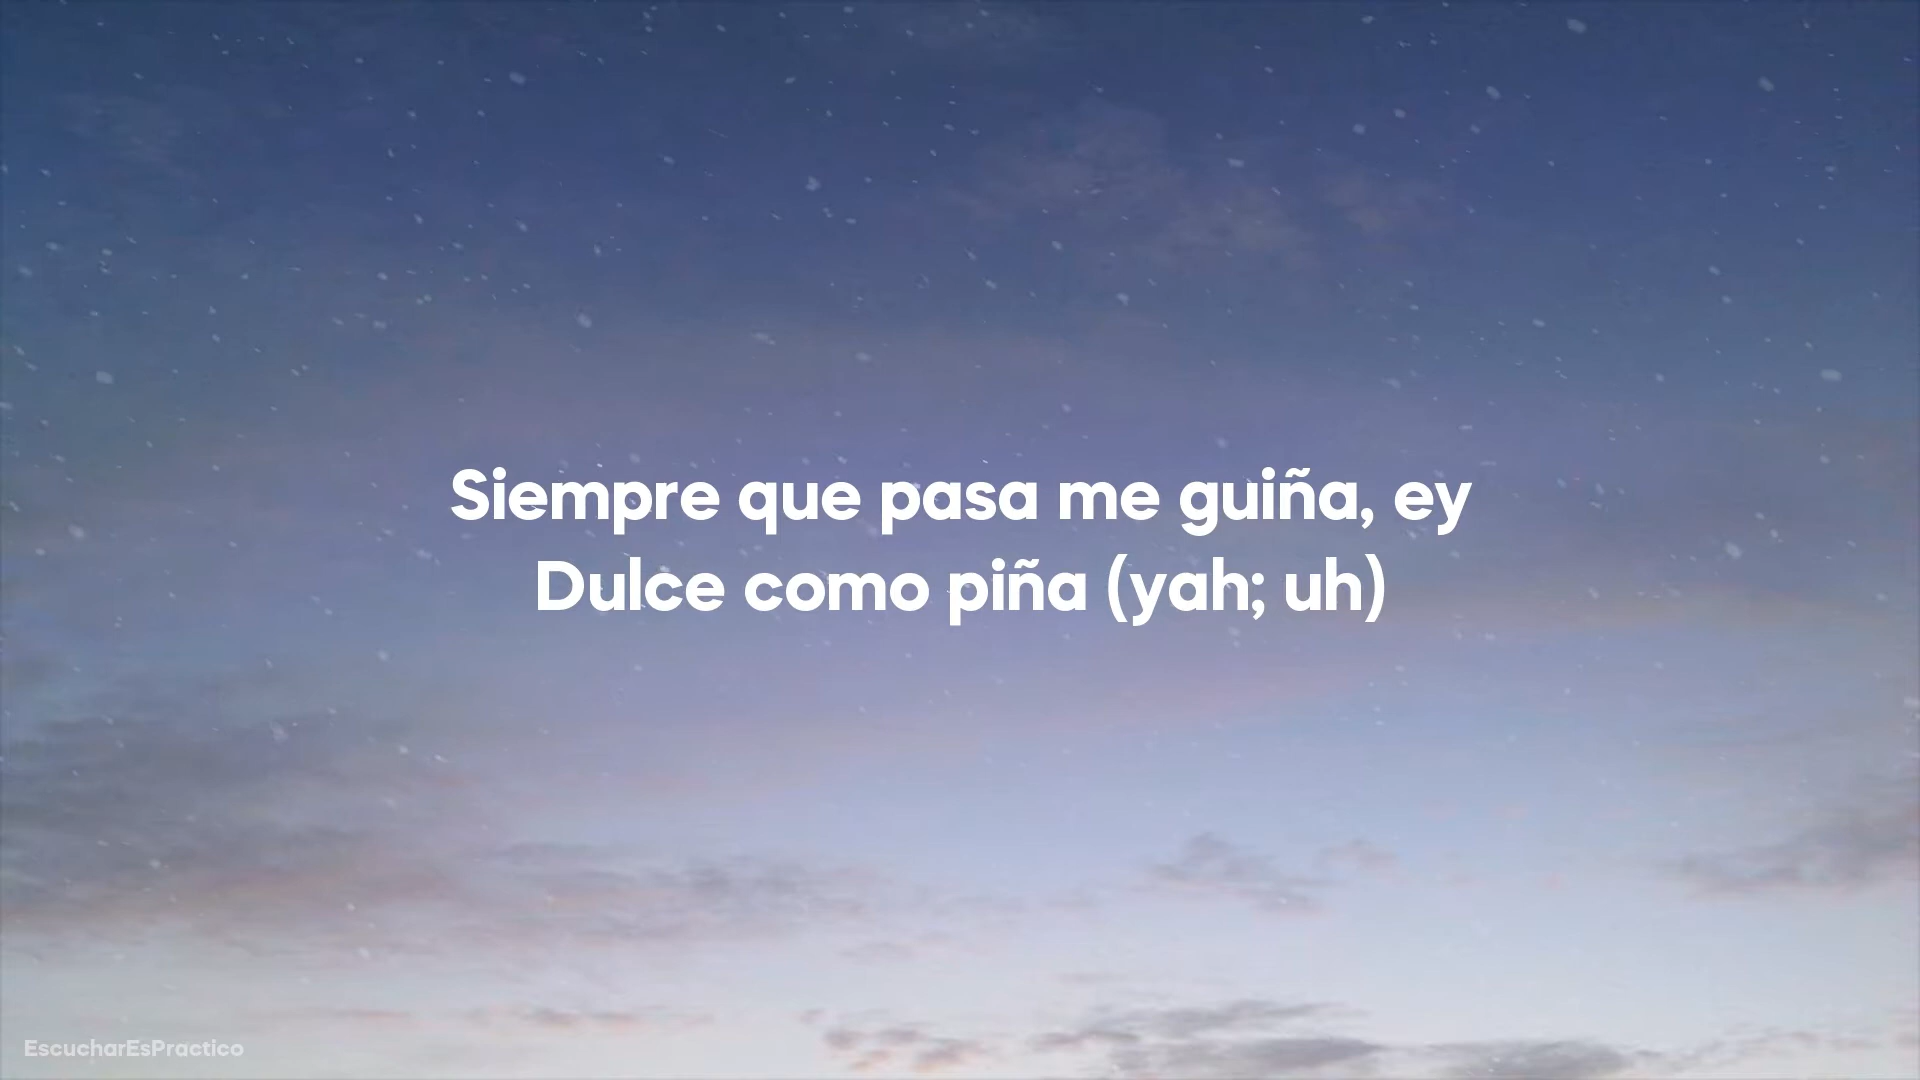 Siempre que pasa me guiña, ey
Dulce como piña (yah; uh)
EscucharEsPractico